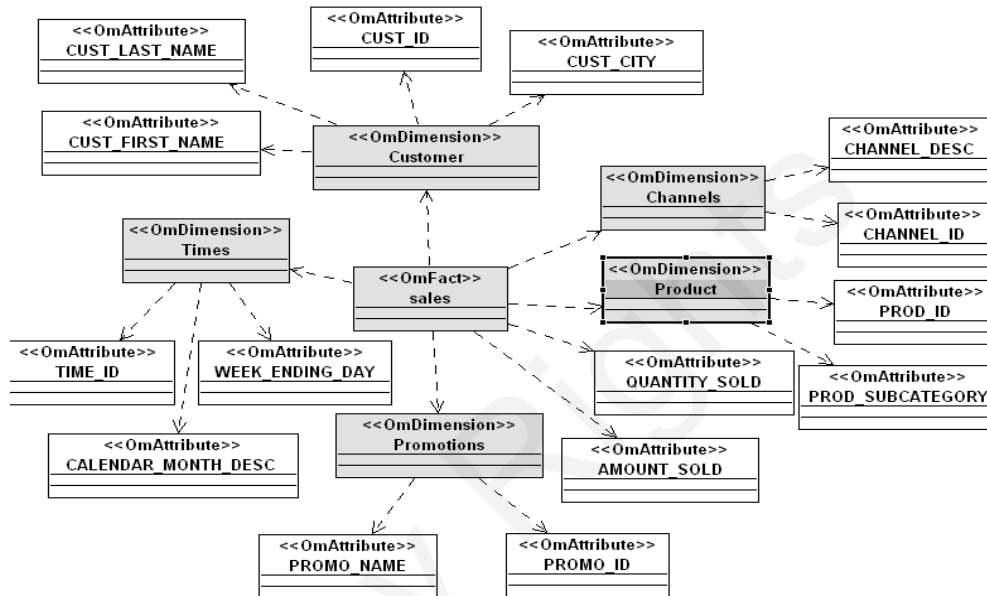 <<OmAttribute>>
CUST_LAST_NAME
<<OmAttribute>>
CUST_ID
<<OmAttribute>>
CUST_CITY
<<OmAttribute>>
CUST_FIRST_NAME
<<OmDimension>>
Customer
<<OmAttribute>>
CHANNEL_DESC
<<OmDimension>>
Channels
<<OmAttribute>>
CHANNEL_ID
<<OmDimension>>
Times
<<OmFact>>
sales
<<OmDimension>>
Product
<<OmAttribute>>
PROD_ID
<<OmAttribute>>
TIME_ID
<<OmAttribute>>
WEEK_ENDING_DAY
<<OmAttribute>>
QUANTITY_SOLD
<<OmAttribute>>
PROD_SUBCATEGORY
<<OmDimension>>
Promotions
<<OmAttribute>>
CALENDAR_MONTH_DESC
<<OmAttribute>>
AMOUNT_SOLD
<<OmAttribute>>
PROMO_NAME
<<OmAttribute>>
PROMO_ID
y Rights